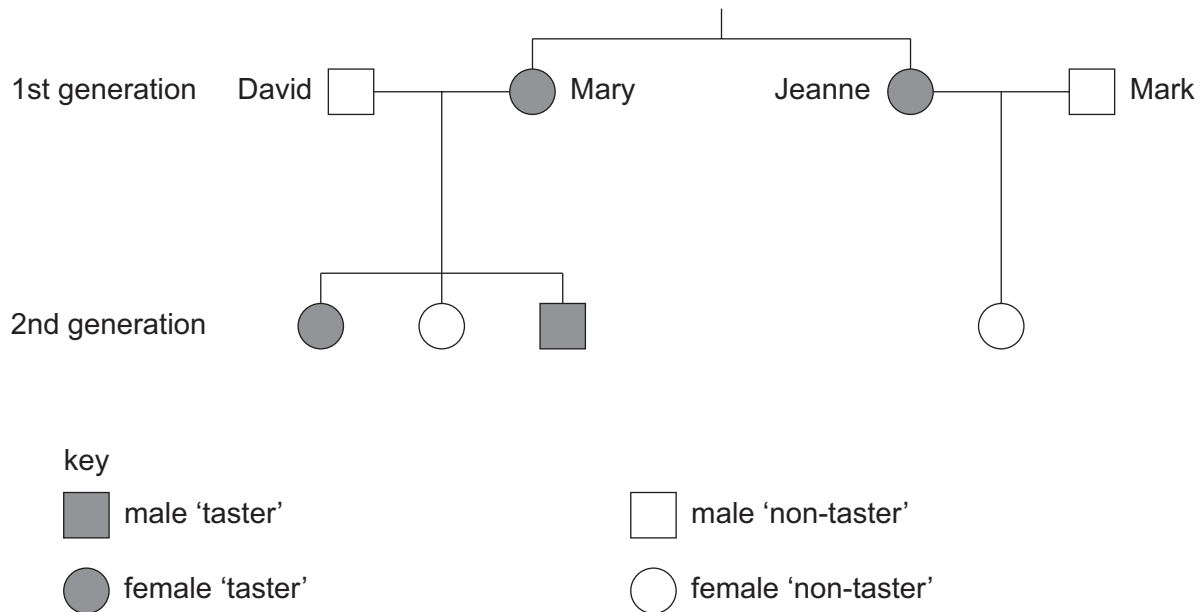 1st generation David Mary Jeanne Mark
2nd generation
key
male ‘taster’ male ‘non-taster’
female ‘taster’ female ‘non-taster’